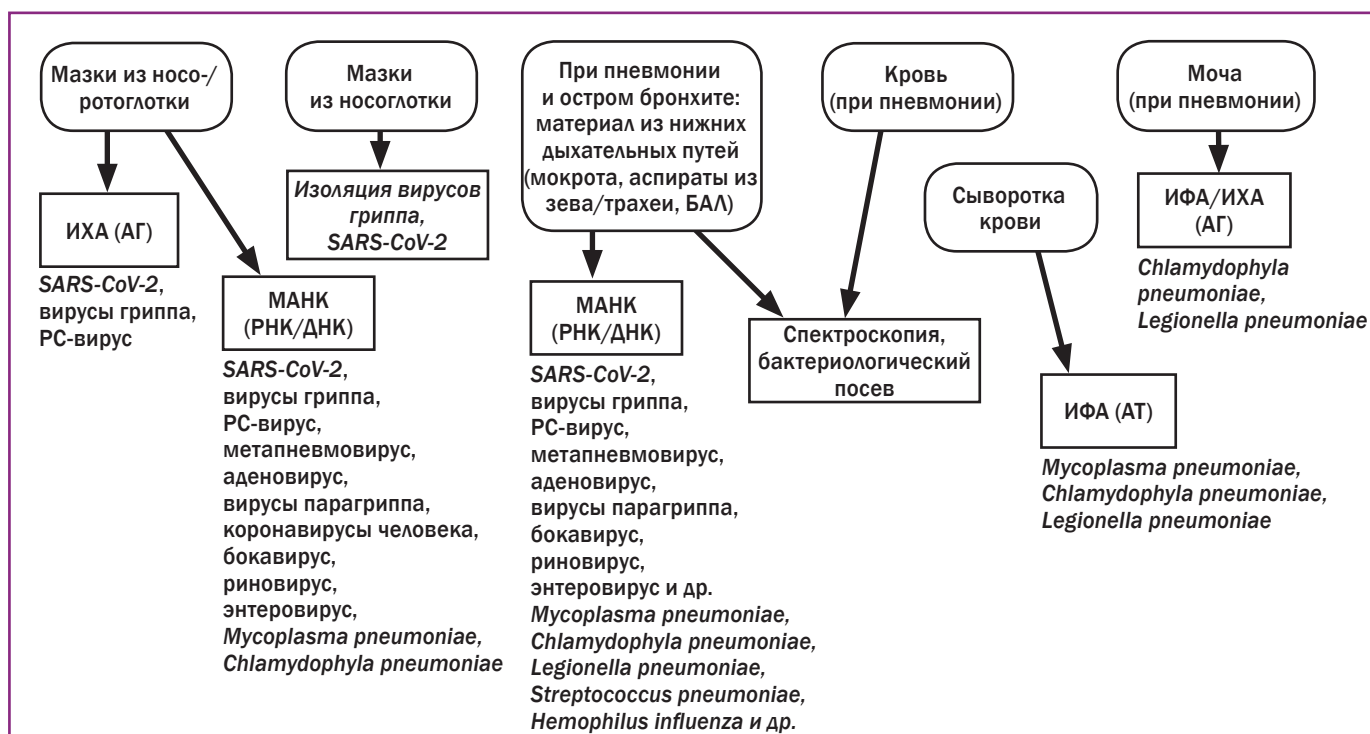 Мазки из носо-/
ротоглотки
Мазки
из носоглотки
При пневмонии
и остром бронхите:
материал из нижних
дыхательных путей
(мокрота, аспираты из
зева/трахеи, БАЛ)
Кровь
(при пневмонии)
Моча
(при пневмонии)
Сыворотка
крови
ИХА (АГ)
SARS-CoV-2,
вирусы гриппа,
РС-вирус
МАНК
(РНК/ДНК)
SARS-CoV-2,
вирусы гриппа,
РС-вирус,
метапневмовирус,
аденовирус,
вирусы парагриппа,
коронавирусы человека,
бокавирус,
риновирус,
энтеровирус,
Mycoplasma pneumoniae,
Chlamydophyla pneumoniae
Изоляция вирусов
гриппа,
SARS-CoV-2
МАНК
(РНК/ДНК)
SARS-CoV-2,
вирусы гриппа,
РС-вирус,
метапневмовирус,
аденовирус,
вирусы парагриппа,
бокавирус,
риновирус,
энтеровирус и др.
Mycoplasma pneumoniae,
Chlamydophyla pneumoniae,
Legionella pneumoniae,
Streptococcus pneumoniae,
Hemophilus influenza и др.
Спектроскопия,
бактериологический
посев
ИФА (АТ)
Mycoplasma pneumoniae,
Chlamydophyla pneumoniae,
Legionella pneumoniae
ИФА/ИХА
(АГ)
Chlamydophyla
pneumoniae,
Legionella pneumoniae